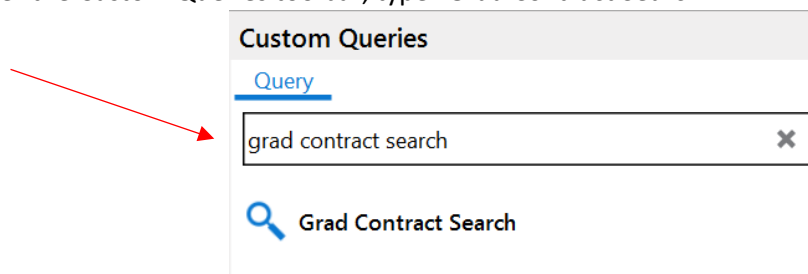 Custom Queries
Query
grad contract search
Grad Contract Search